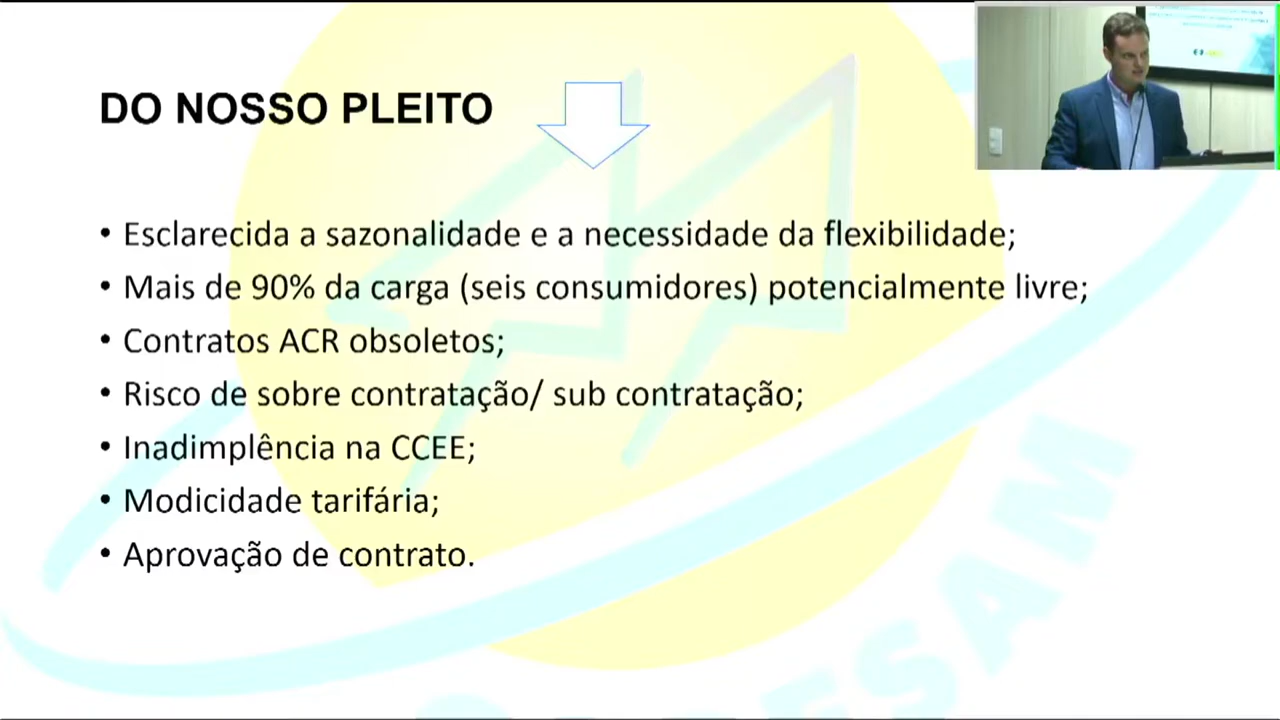 DO NOSSO PLEITO
• Esclarecida a sazonalidade e a necessidade da flexibilidade;
• Mais de 90% da carga (seis consumidores) potencialmente livre;
• Contratos ACR obsoletos;
• Risco de sobre contratação/ sub contratação;
• Inadimplência na CCEE;
• Modicidade tarifária;
• Aprovação de contrato.